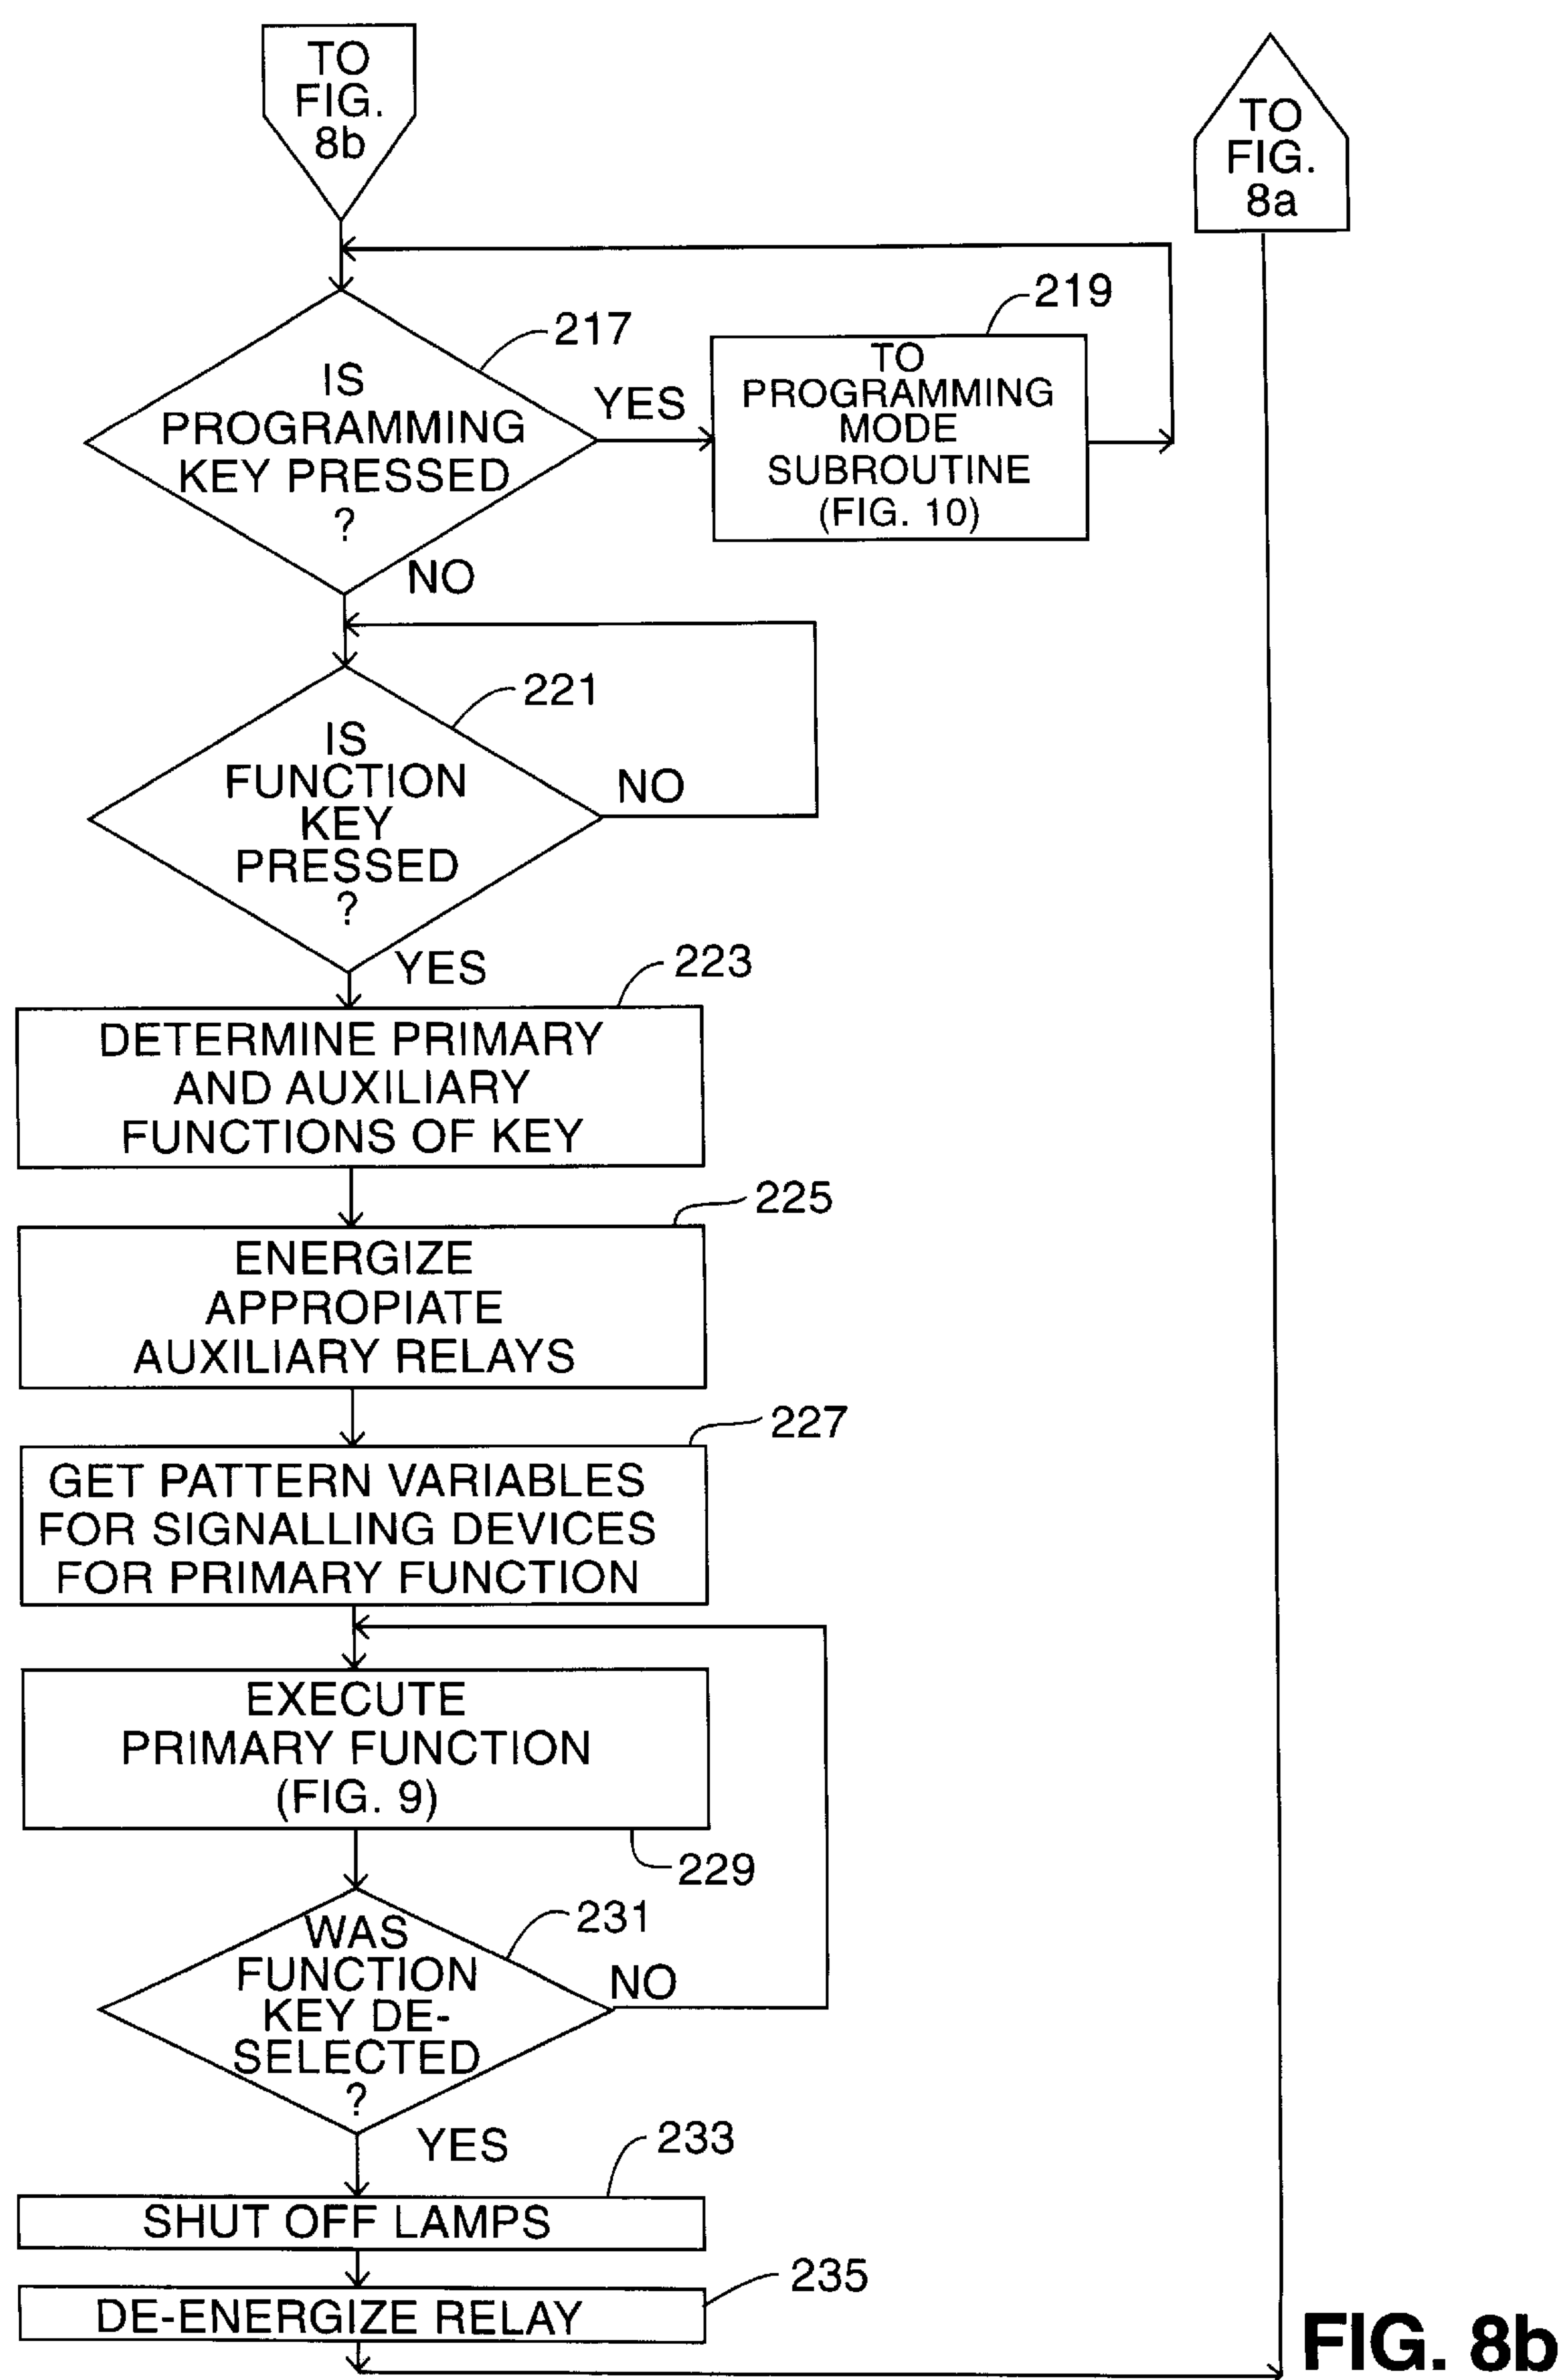 TO
FIG.
8b
TO
FIG.
8a
219
217
IS
PROGRAMMING
KEY PRESSED
?
YES
TO
PROGRAMMING
MODE
SUBROUTINE
(FIG. 10)
NO
221
IS
FUNCTION
KEY
PRESSED
?
NO
YES
223
DETERMINE PRIMARY
AND AUXILIARY
FUNCTIONS OF KEY
225
ENERGIZE
APPROPIATE
AUXILIARY RELAYS
227
GET PATTERN VARIABLES
FOR SIGNALLING DEVICES
FOR PRIMARY FUNCTION
EXECUTE
PRIMARY FUNCTION
(FIG. 9)
229
231
WAS
FUNCTION
KEY DE-
SELECTED
?
NO
YES
233
SHUT OFF LAMPS
235
DE-ENERGIZE RELAY
FIG. 8b